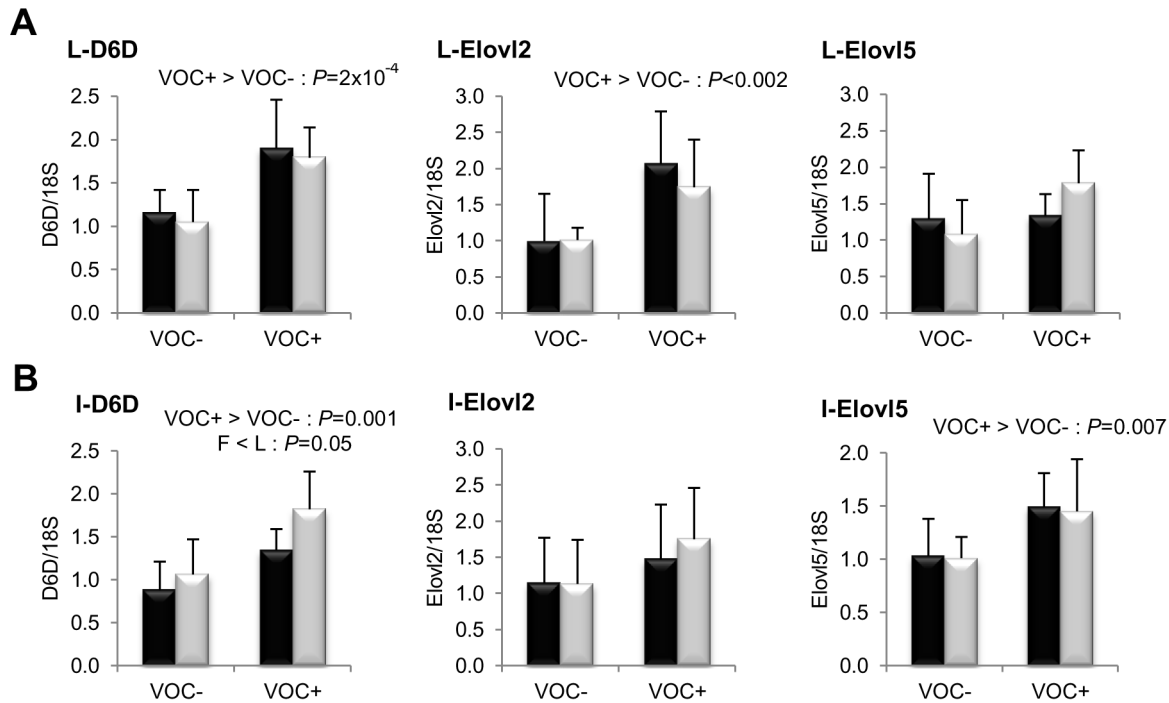 A
L-D6D
VOC+ > VOC- : P=2x10⁻⁴
D6D/18S
2.5
2.0
1.5
1.0
0.5
0.0
VOC- VOC+
L-Elovl2
VOC+ > VOC- : P<0.002
Elovl2/18S
3.0
2.5
2.0
1.5
1.0
0.5
0.0
VOC- VOC+
L-Elovl5
Elovl5/18S
3.0
2.5
2.0
1.5
1.0
0.5
0.0
VOC- VOC+
B
I-D6D
VOC+ > VOC- : P=0.001
F < L : P=0.05
D6D/18S
2.5
2.0
1.5
1.0
0.5
0.0
VOC- VOC+
I-Elovl2
Elovl2/18S
3.0
2.5
2.0
1.5
1.0
0.5
0.0
VOC- VOC+
I-Elovl5
VOC+ > VOC- : P=0.007
Elovl5/18S
2.0
1.5
1.0
0.5
0.0
VOC- VOC+